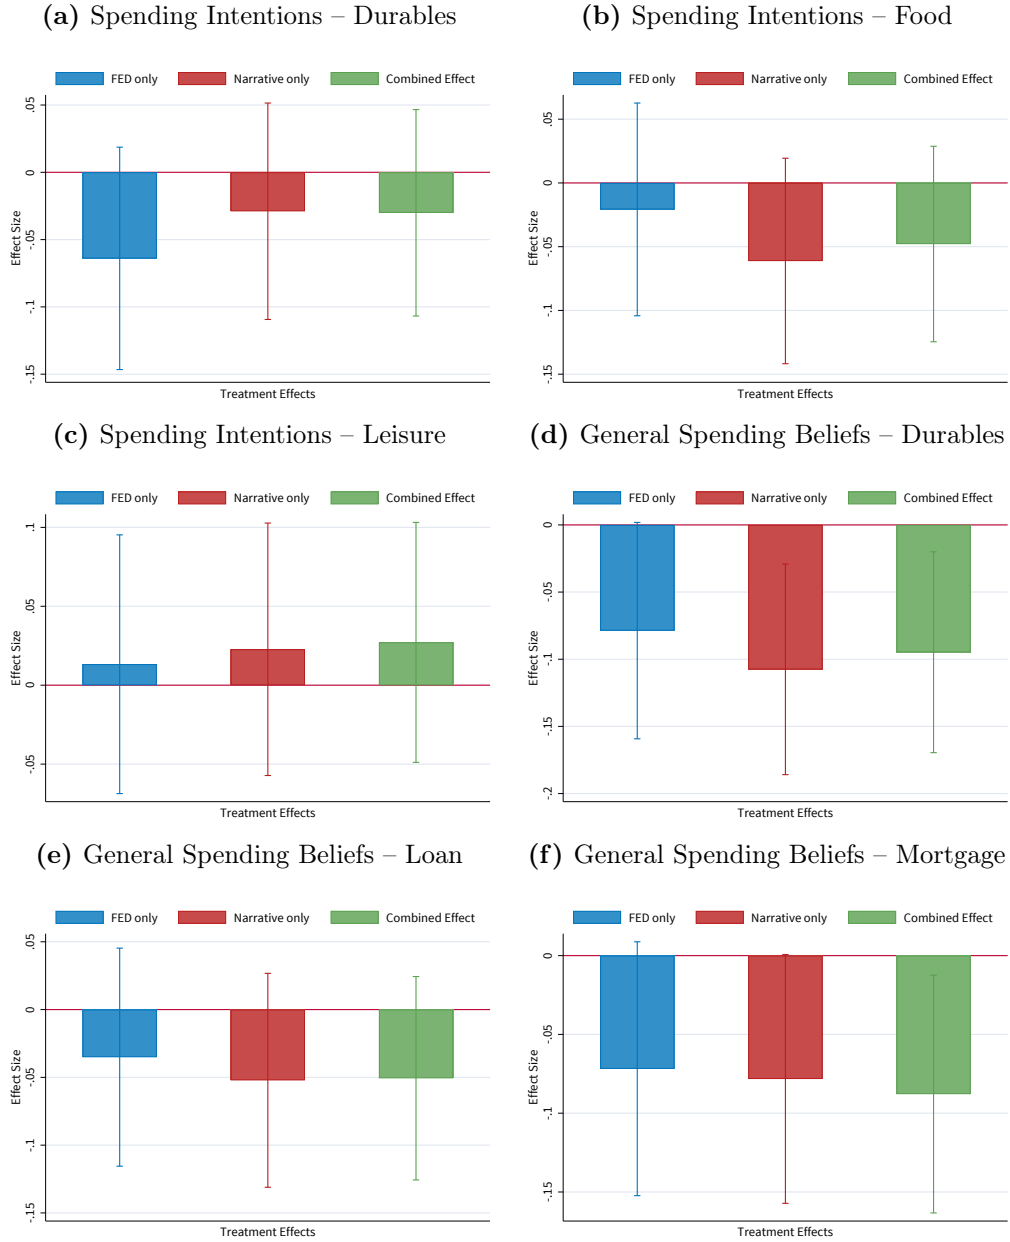 (a) Spending Intentions – Durables
FED only Narrative only Combined Effect
Effect Size
.05
0
-.05
-.1
-.15
Treatment Effects
(b) Spending Intentions – Food
FED only Narrative only Combined Effect
Effect Size
.05
0
-.05
-.1
-.15
Treatment Effects
(c) Spending Intentions – Leisure
FED only Narrative only Combined Effect
Effect Size
.1
.05
0
-.05
Treatment Effects
(d) General Spending Beliefs – Durables
FED only Narrative only Combined Effect
Effect Size
0
-.05
-.1
-.15
-.2
Treatment Effects
(e) General Spending Beliefs – Loan
FED only Narrative only Combined Effect
Effect Size
.05
0
-.05
-.1
-.15
Treatment Effects
(f) General Spending Beliefs – Mortgage
FED only Narrative only Combined Effect
Effect Size
0
-.05
-.1
-.15
Treatment Effects